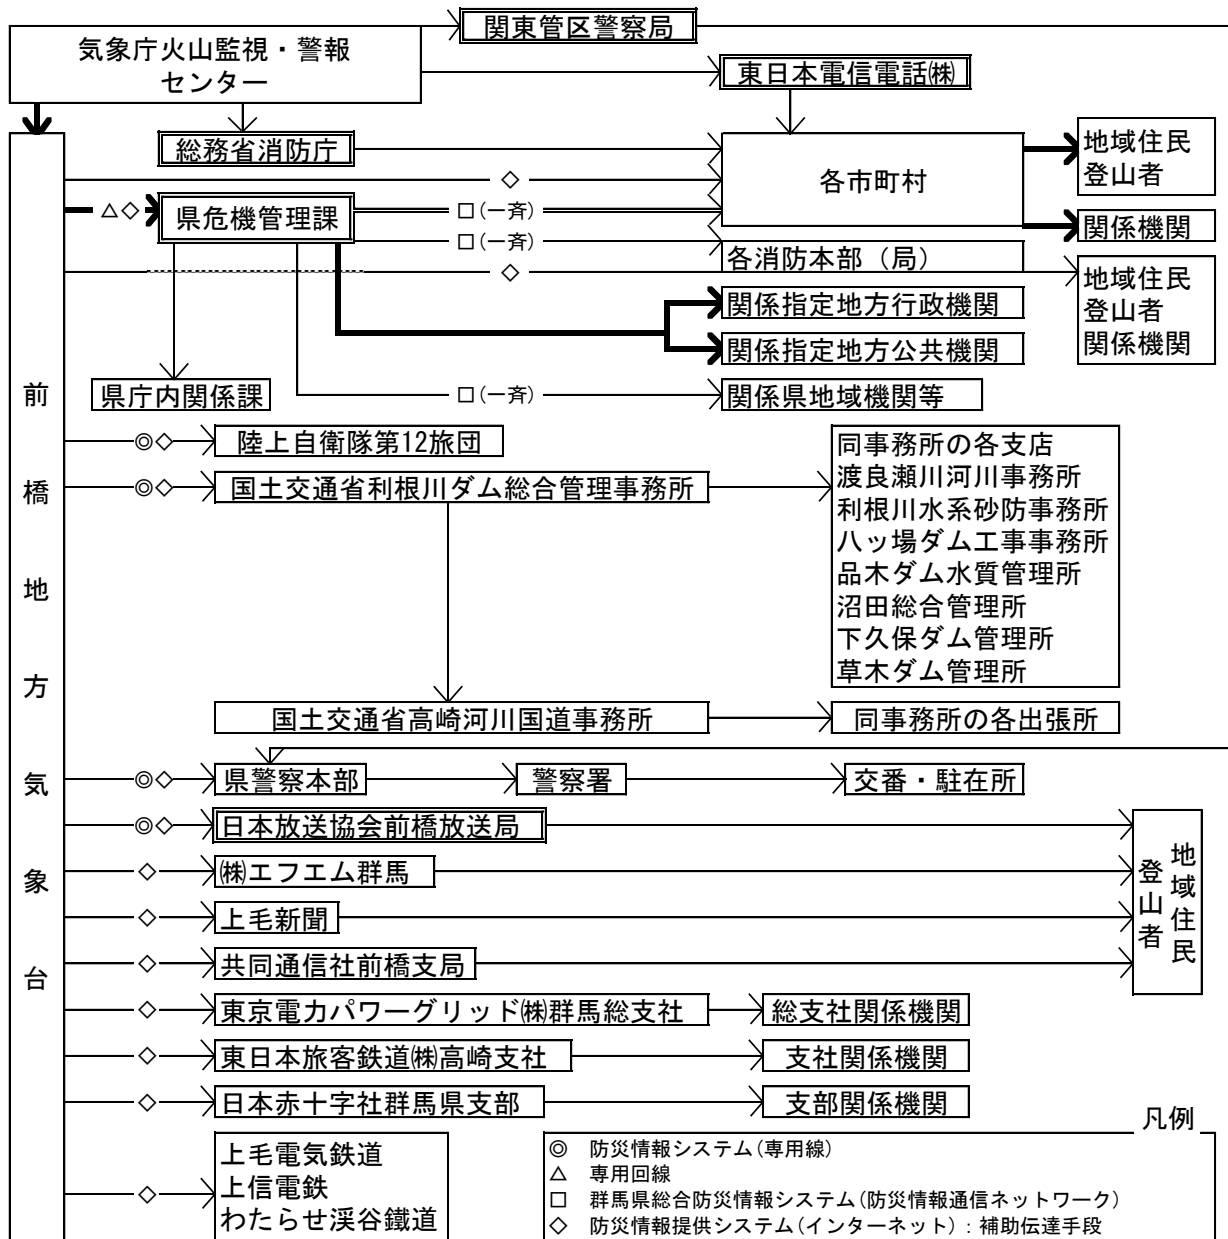 関東管区警察局
気象庁火山監視・警報
センター
東日本電信電話㈱
総務省消防庁
各市町村
地域住民
登山者
◇
△◇
県危機管理課
□(一斉)
関係機関
□(一斉)
各消防本部（局）
◇
地域住民
登山者
関係機関
関係指定地方行政機関
関係指定地方公共機関
県庁内関係課
□(一斉)
関係県地域機関等
前橋地方気象台
◎◇
陸上自衛隊第12旅団
◎◇
国土交通省利根川ダム総合管理事務所
同事務所の各支店
渡良瀬川河川事務所
利根川水系砂防事務所
八ッ場ダム工事事務所
品木ダム水質管理所
沼田総合管理所
下久保ダム管理所
草木ダム管理所
国土交通省高崎河川国道事務所
同事務所の各出張所
◎◇
県警察本部
警察署
交番・駐在所
◎◇
日本放送協会前橋放送局
地域住民
登山者
◇
㈱エフエム群馬
◇
上毛新聞
◇
共同通信社前橋支局
◇
東京電力パワーグリッド㈱群馬総支社
総支社関係機関
◇
東日本旅客鉄道㈱高崎支社
支社関係機関
◇
日本赤十字社群馬県支部
支部関係機関
◇
上毛電気鉄道
上信電鉄
わたらせ渓谷鐵道
凡例
◎ 防災情報システム(専用線)
△ 専用回線
□ 群馬県総合防災情報システム(防災情報通信ネットワーク)
◇ 防災情報提供システム(インターネット)：補助伝達手段